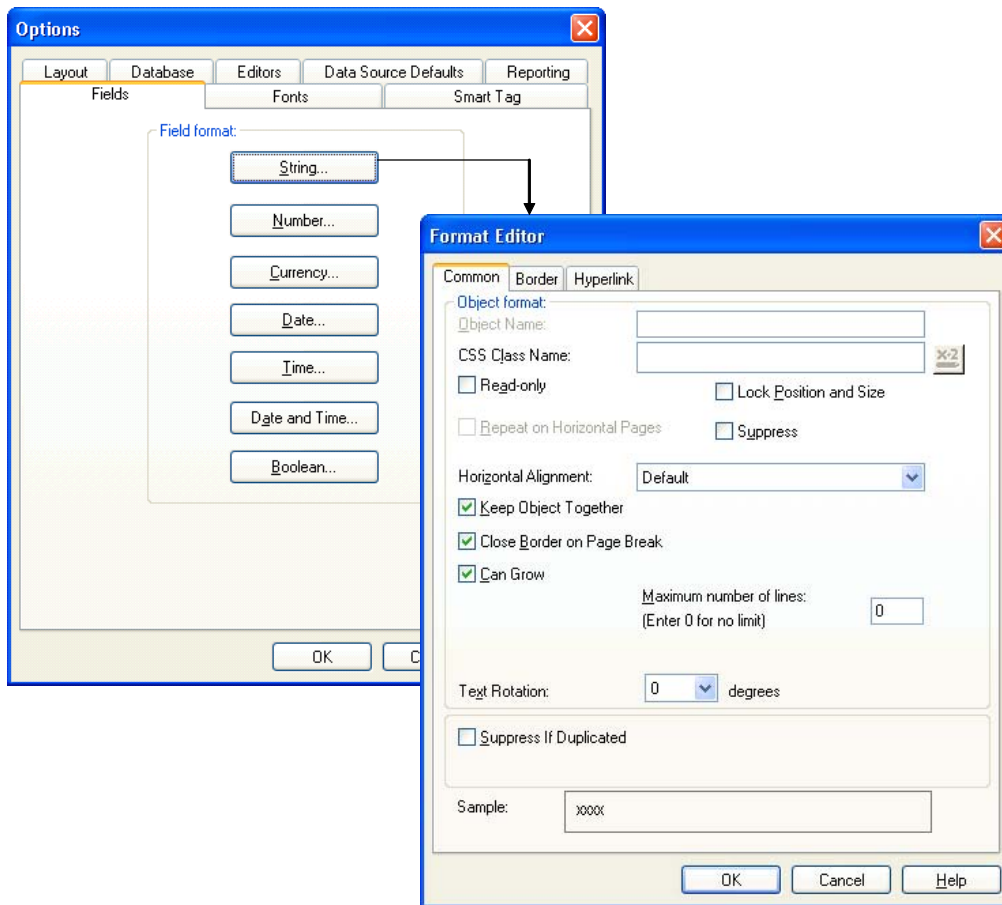 Options
Layout Database Editors Data Source Defaults Reporting
Fields Fonts Smart Tag
Field format:
String...
Number...
Currency...
Date...
Time...
Date and Time...
Boolean...
OK
Format Editor
Common Border Hyperlink
Object format:
Object Name:
CSS Class Name:
X·2
Read-only Lock Position and Size
Repeat on Horizontal Pages Suppress
Horizontal Alignment: Default
Keep Object Together
Close Border on Page Break
Can Grow
Maximum number of lines:
(Enter 0 for no limit) 0
Text Rotation: 0 degrees
Suppress If Duplicated
Sample: xxxx
OK Cancel Help